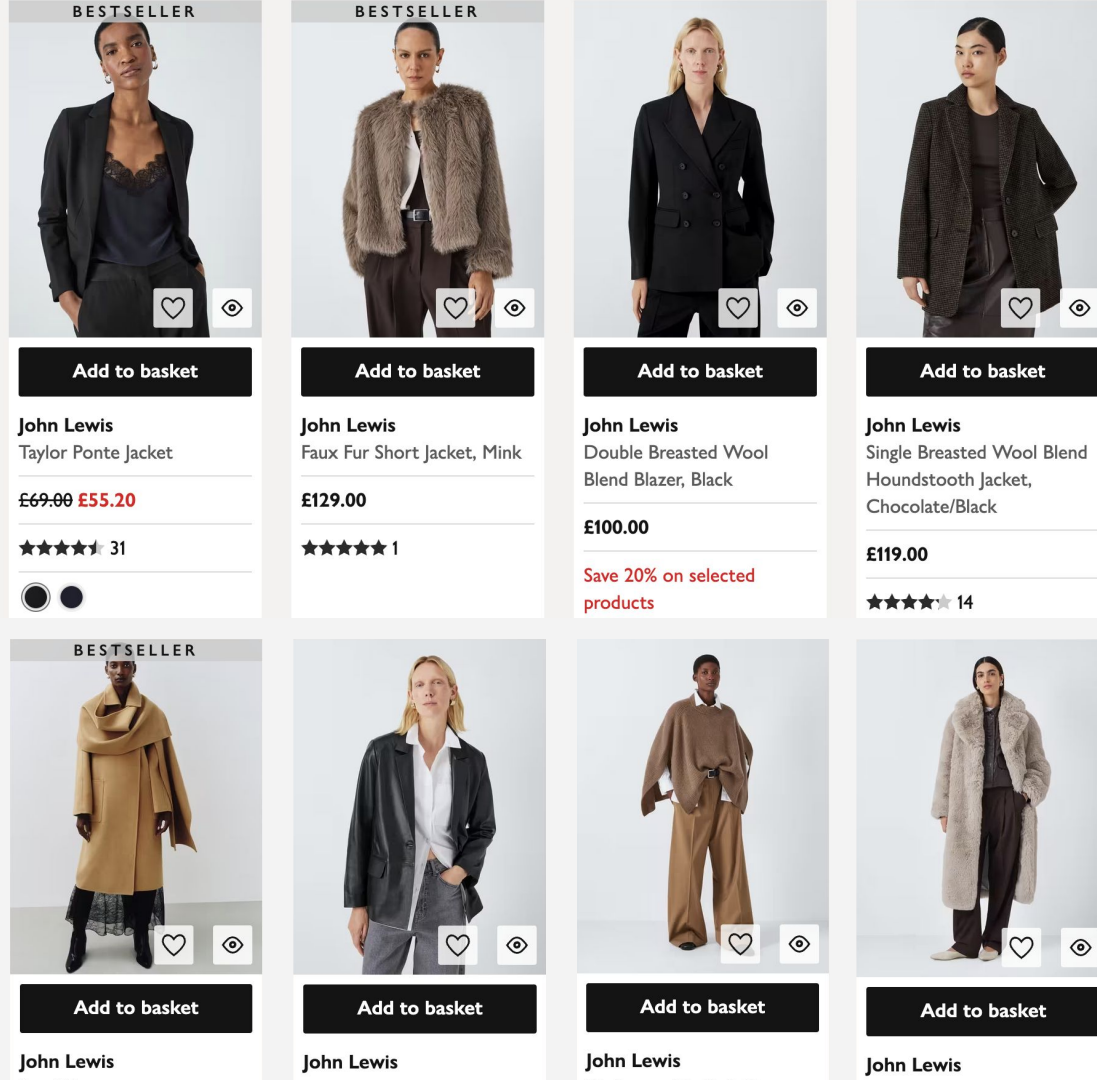 BESTSELLER
Add to basket
John Lewis
Taylor Ponte Jacket
£69.00 £55.20
31
BESTSELLER
Add to basket
John Lewis
Faux Fur Short Jacket, Mink
£129.00
1
Add to basket
John Lewis
Double Breasted Wool
Blend Blazer, Black
£100.00
Save 20% on selected
products
Add to basket
John Lewis
Single Breasted Wool Blend
Houndstooth Jacket,
Chocolate/Black
£119.00
14
BESTSELLER
Add to basket
John Lewis
Add to basket
John Lewis
Add to basket
John Lewis
Add to basket
John Lewis